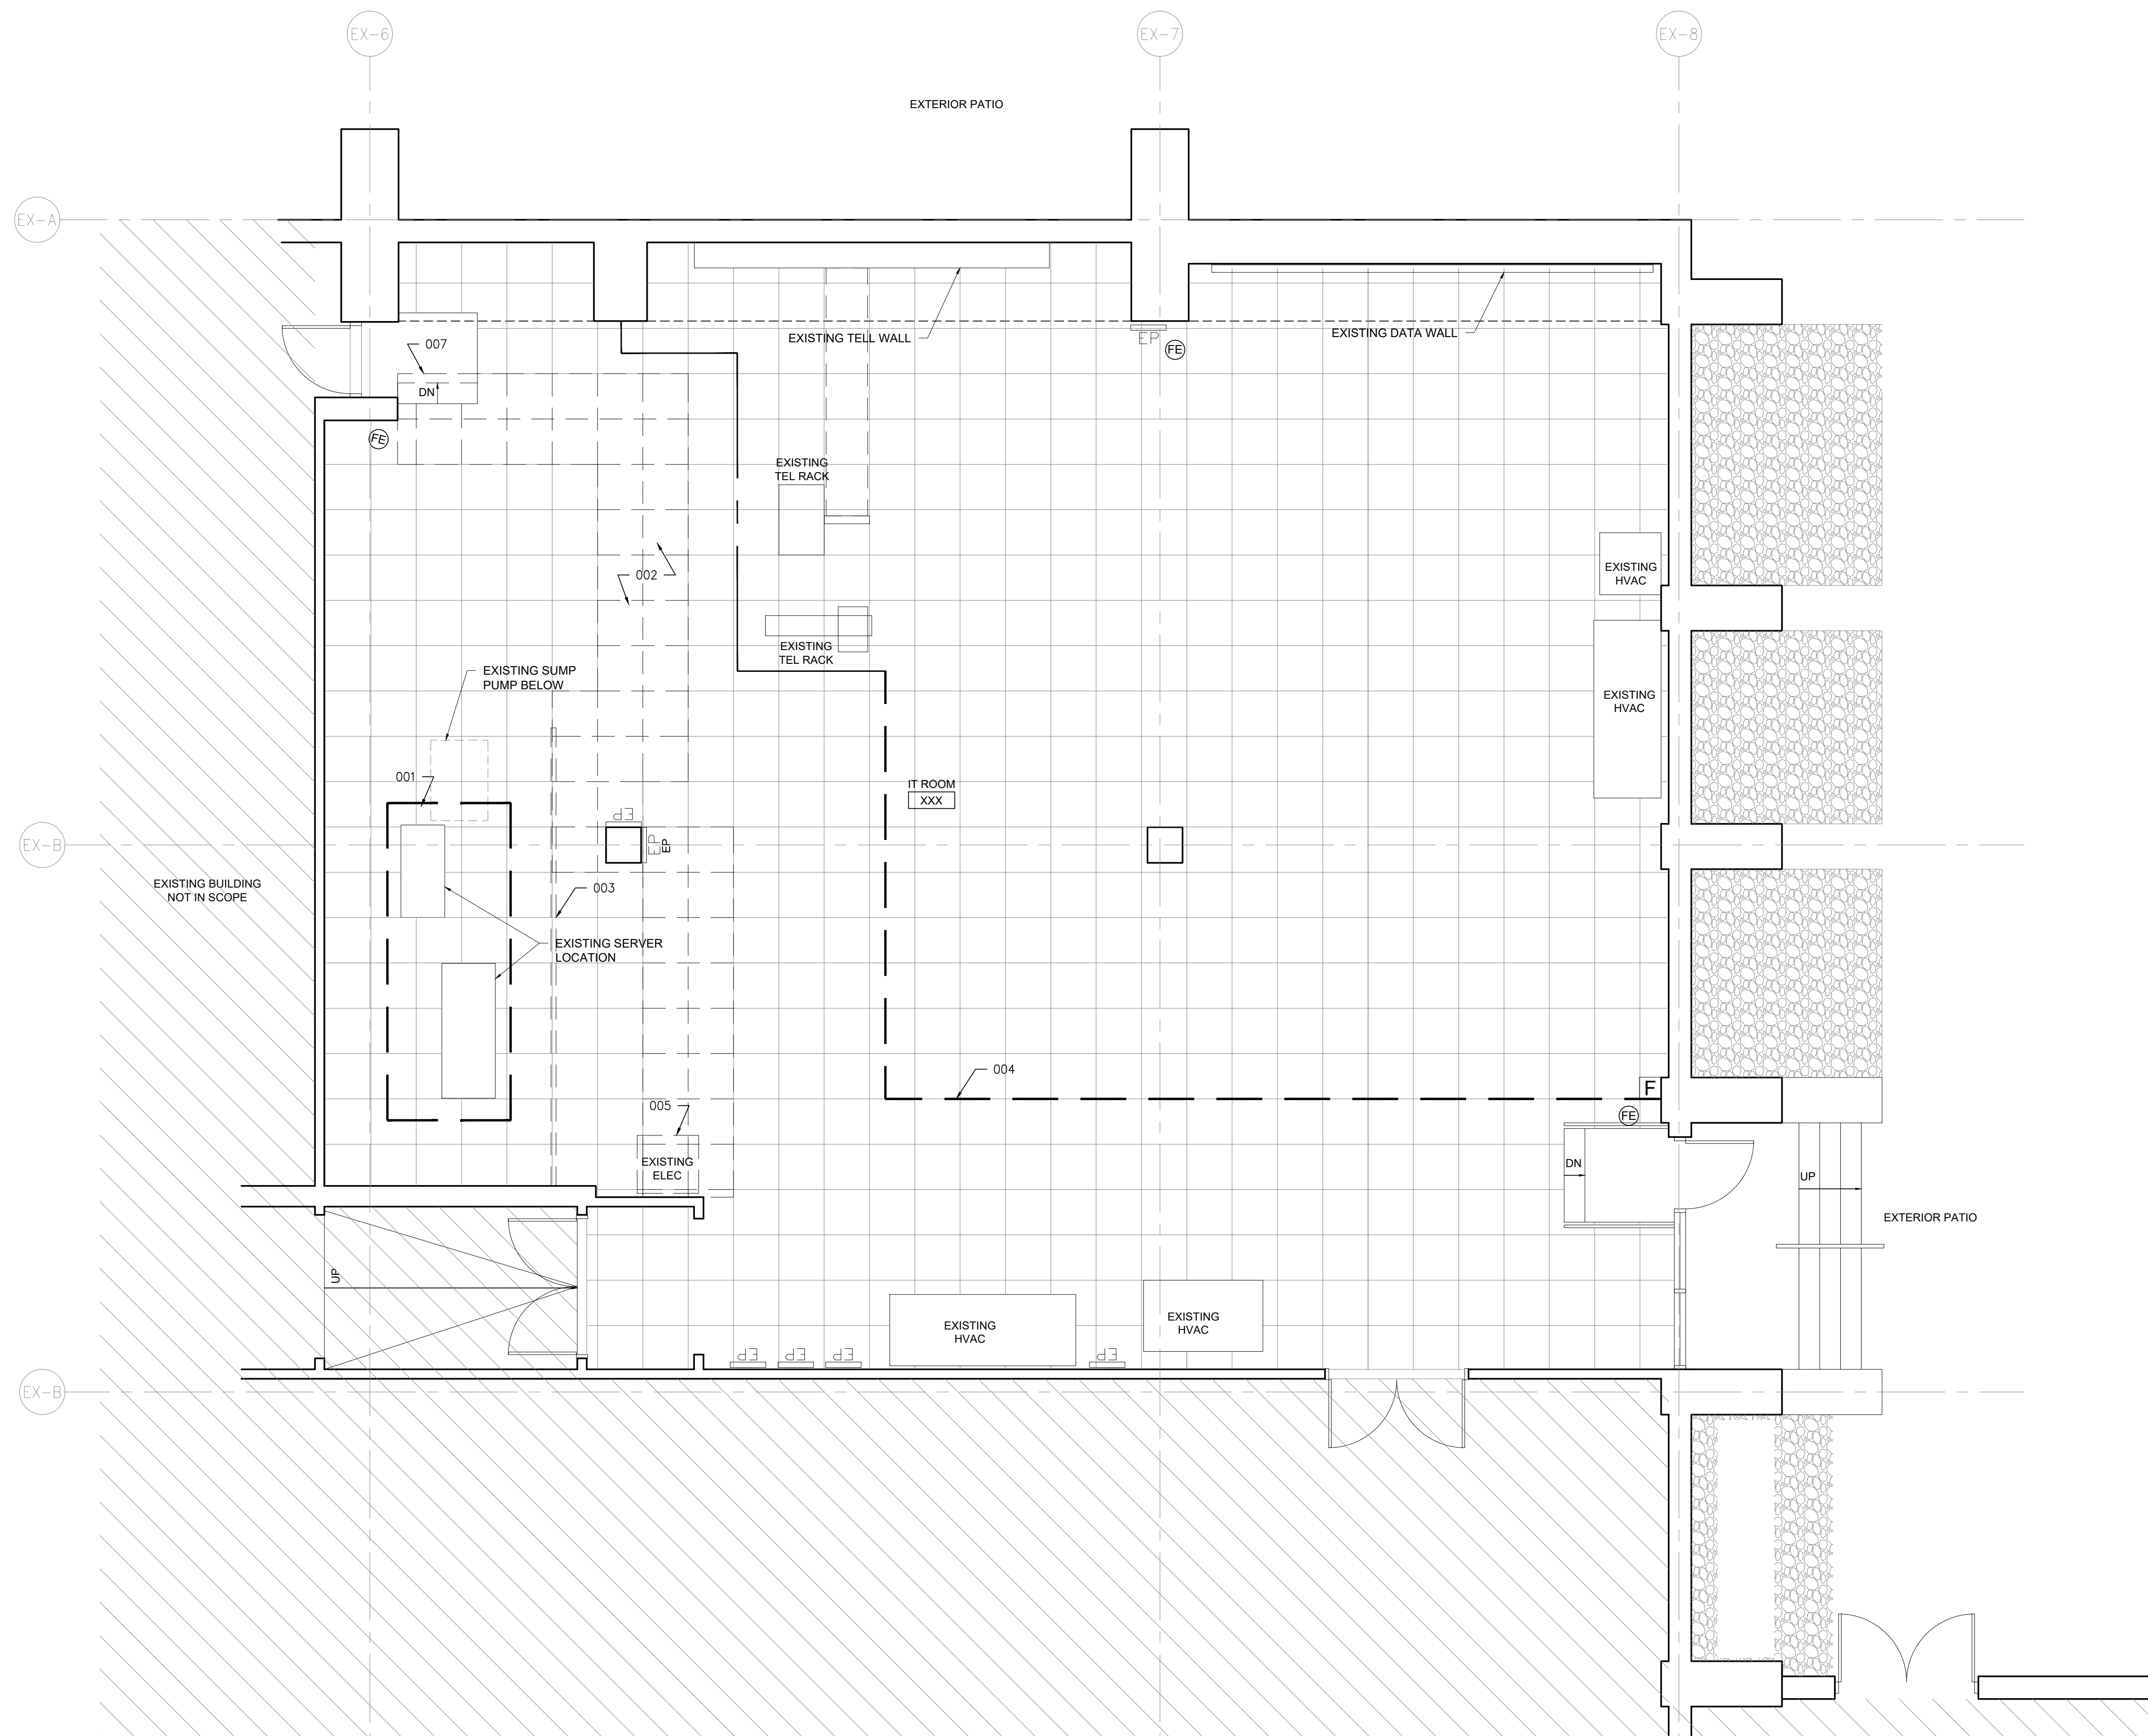 EX-6
EX-7
EX-8
EXTERIOR PATIO
EX-A
EXISTING TELL WALL
EXISTING DATA WALL
EP
FE
007
DN
FE
EXISTING
TEL RACK
002
EXISTING
HVAC
EXISTING
TEL RACK
EXISTING SUMP
PUMP BELOW
EXISTING
HVAC
001
IT ROOM
XXX
EP
EP
EP
EX-B
EXISTING BUILDING
NOT IN SCOPE
003
EXISTING SERVER
LOCATION
004
F
FE
005
EXISTING
ELEC
DN
UP
EXTERIOR PATIO
UP
EXISTING
HVAC
EXISTING
HVAC
EP
EP
EP
EP
EX-B